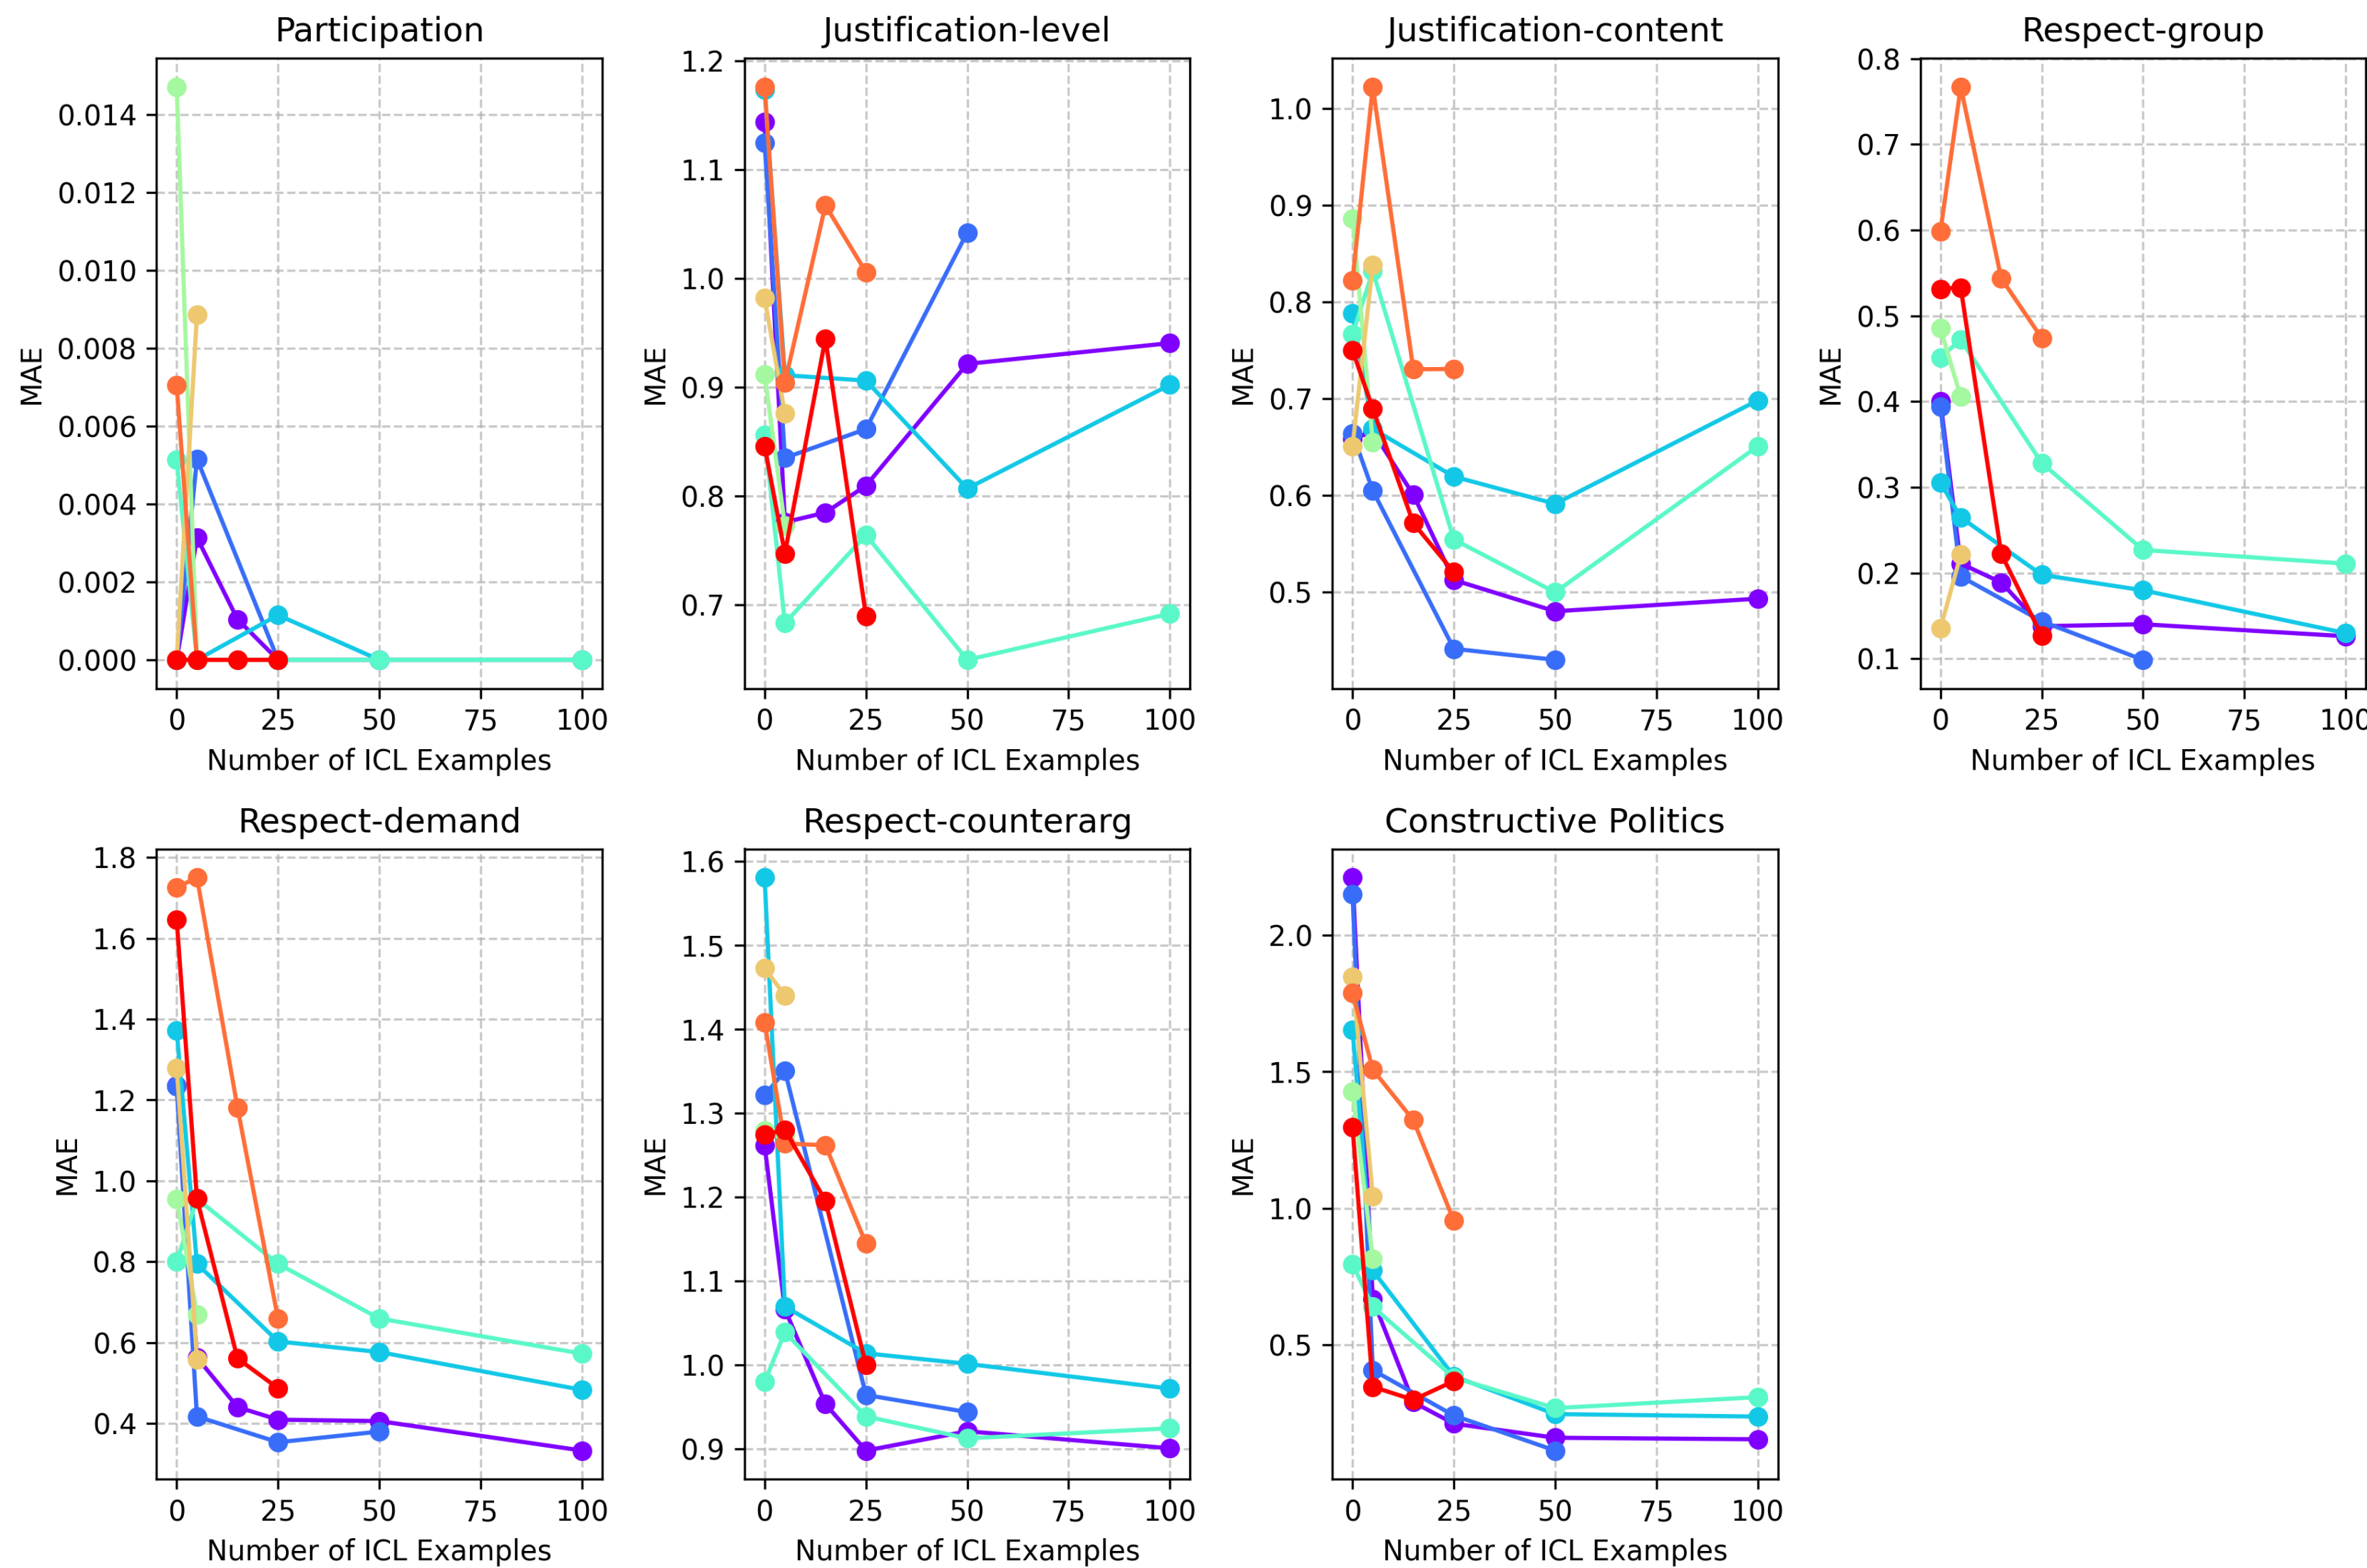 Participation
0.014
0.012
0.010
0.008
0.006
0.004
0.002
0.000
MAE
0 25 50 75 100
Number of ICL Examples
Justification-level
1.2
1.1
1.0
0.9
0.8
0.7
MAE
0 25 50 75 100
Number of ICL Examples
Justification-content
1.0
0.9
0.8
0.7
0.6
0.5
MAE
0 25 50 75 100
Number of ICL Examples
Respect-group
0.8
0.7
0.6
0.5
0.4
0.3
0.2
0.1
MAE
0 25 50 75 100
Number of ICL Examples
Respect-demand
1.8
1.6
1.4
1.2
1.0
0.8
0.6
0.4
MAE
0 25 50 75 100
Number of ICL Examples
Respect-counterarg
1.6
1.5
1.4
1.3
1.2
1.1
1.0
0.9
MAE
0 25 50 75 100
Number of ICL Examples
Constructive Politics
2.0
1.5
1.0
0.5
MAE
0 25 50 75 100
Number of ICL Examples